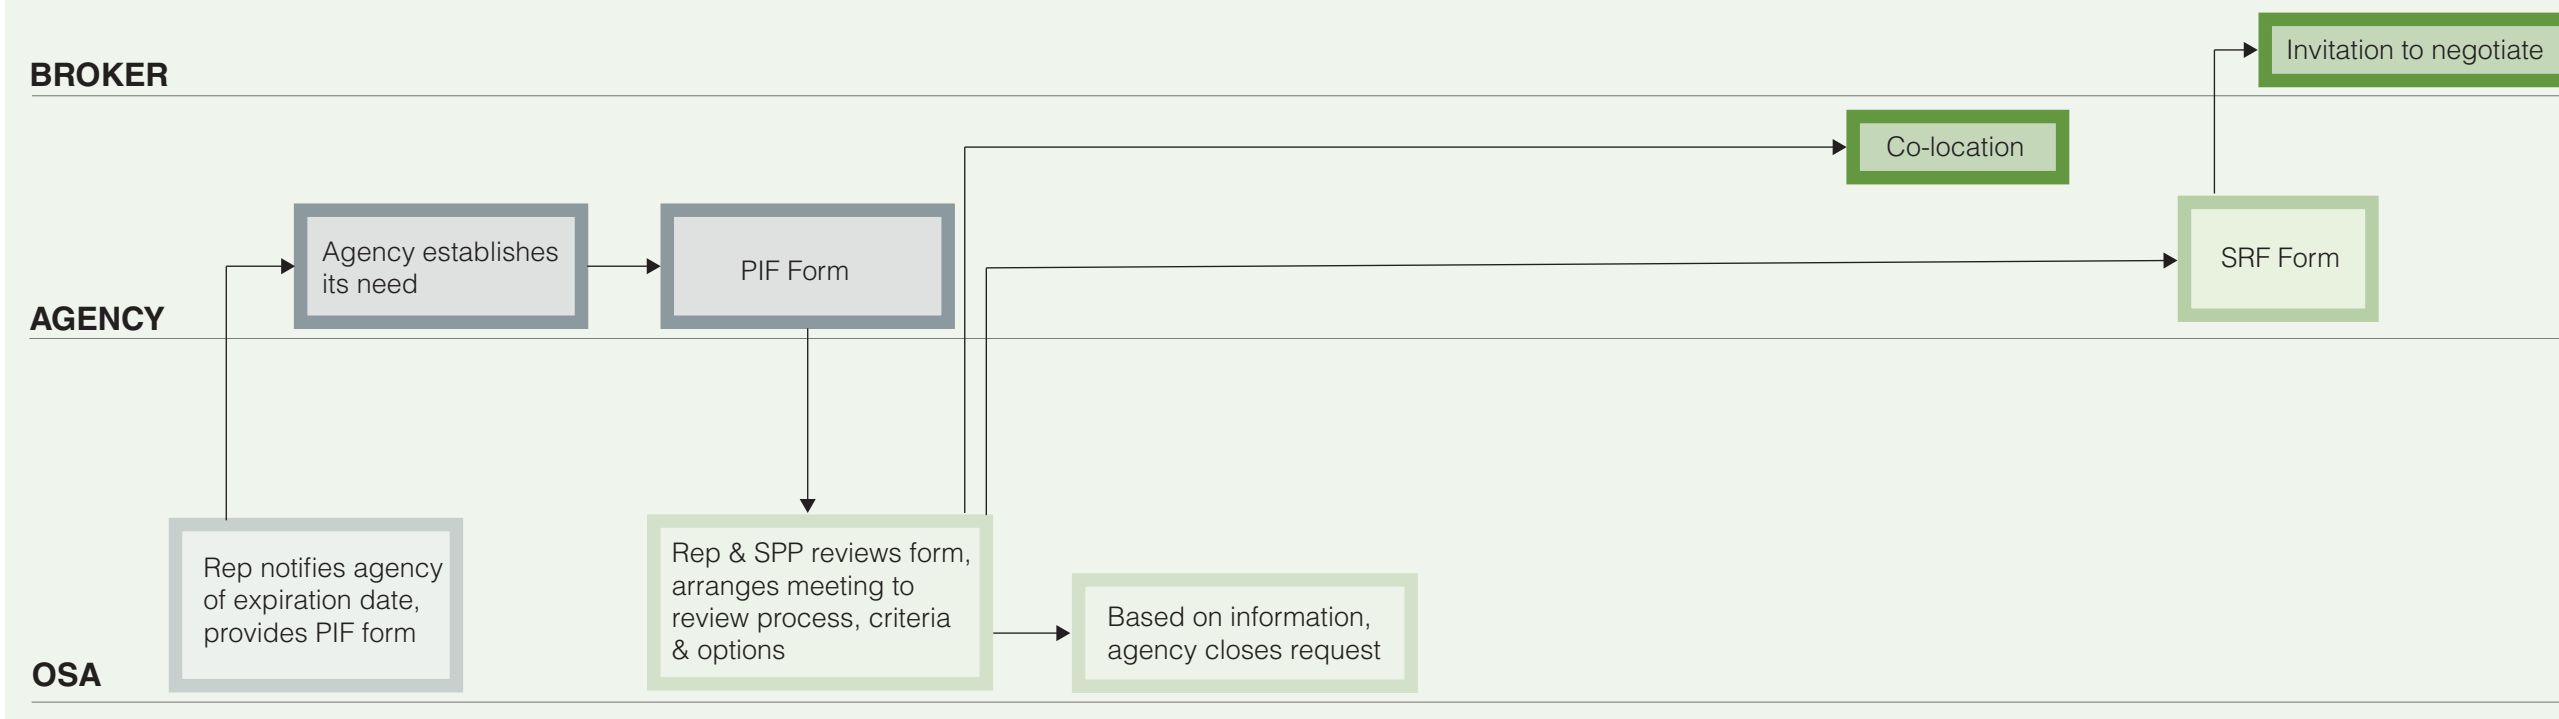 Invitation to negotiate
BROKER
Co-location
Agency establishes
its need
PIF Form
SRF Form
AGENCY
Rep notifies agency
of expiration date,
provides PIF form
Rep & SPP reviews form,
arranges meeting to
review process, criteria
& options
Based on information,
agency closes request
OSA